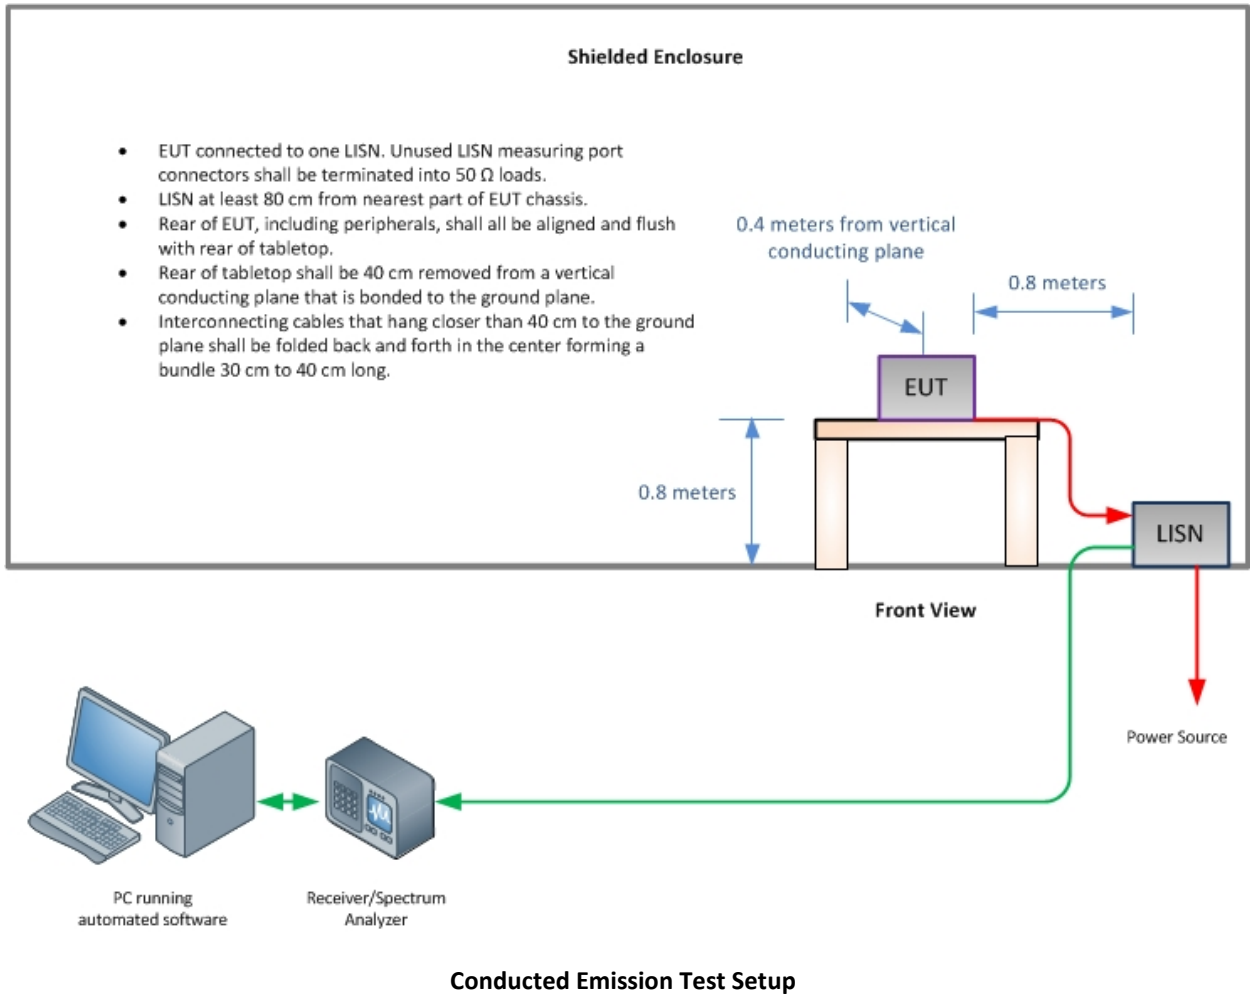 Shielded Enclosure
• EUT connected to one LISN. Unused LISN measuring port
connectors shall be terminated into 50 Ω loads.
• LISN at least 80 cm from nearest part of EUT chassis.
• Rear of EUT, including peripherals, shall all be aligned and flush
with rear of tabletop.
• Rear of tabletop shall be 40 cm removed from a vertical
conducting plane that is bonded to the ground plane.
• Interconnecting cables that hang closer than 40 cm to the ground
plane shall be folded back and forth in the center forming a
bundle 30 cm to 40 cm long.
0.4 meters from vertical
conducting plane
0.8 meters
EUT
0.8 meters
LISN
Front View
Power Source
PC running
automated software
Receiver/Spectrum
Analyzer
Conducted Emission Test Setup